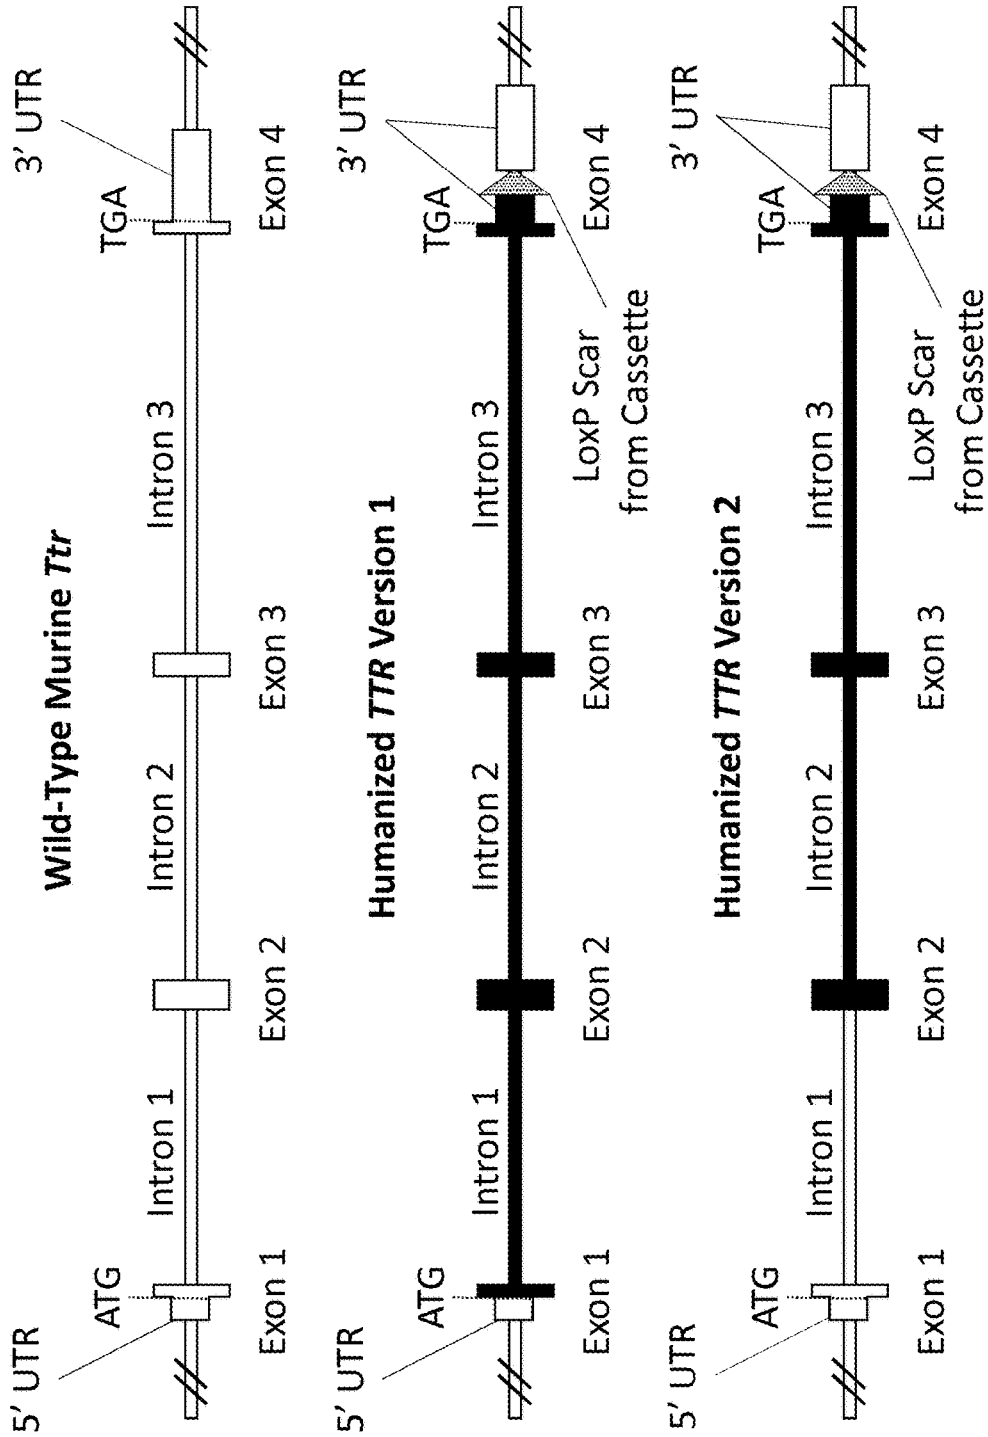 Wild-Type Murine Ttr
5' UTR
ATG
Intron 1
Intron 2
Intron 3
TGA
3' UTR
Exon 1
Exon 2
Exon 3
Exon 4
Humanized TTR Version 1
5' UTR
ATG
Intron 1
Intron 2
Intron 3
TGA
3' UTR
Exon 1
Exon 2
Exon 3
Exon 4
LoxP Scar
from Cassette
Humanized TTR Version 2
5' UTR
ATG
Intron 1
Intron 2
Intron 3
TGA
3' UTR
Exon 1
Exon 2
Exon 3
Exon 4
LoxP Scar
from Cassette